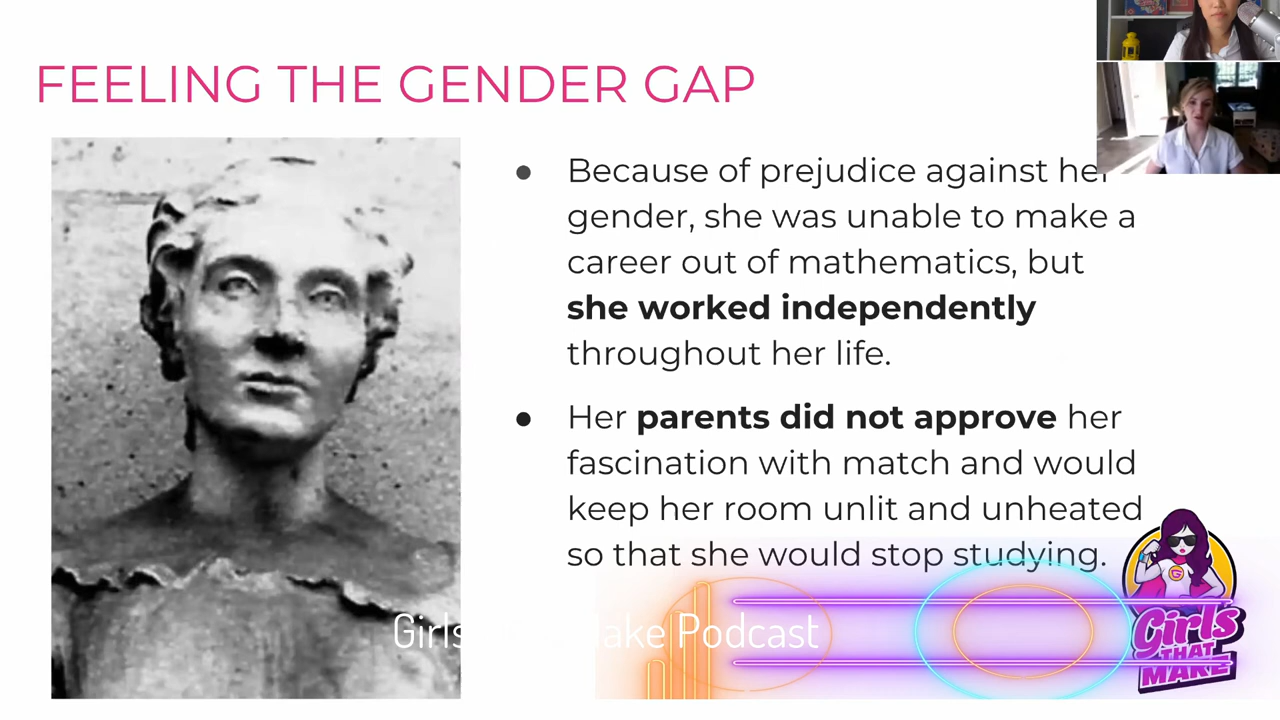 FEELING THE GENDER GAP
● Because of prejudice against her
gender, she was unable to make a
career out of mathematics, but
she worked independently
throughout her life.
● Her parents did not approve her
fascination with match and would
keep her room unlit and unheated
so that she would stop studying.
Girls Make Podcast
G
Girls
THAT
MAKE